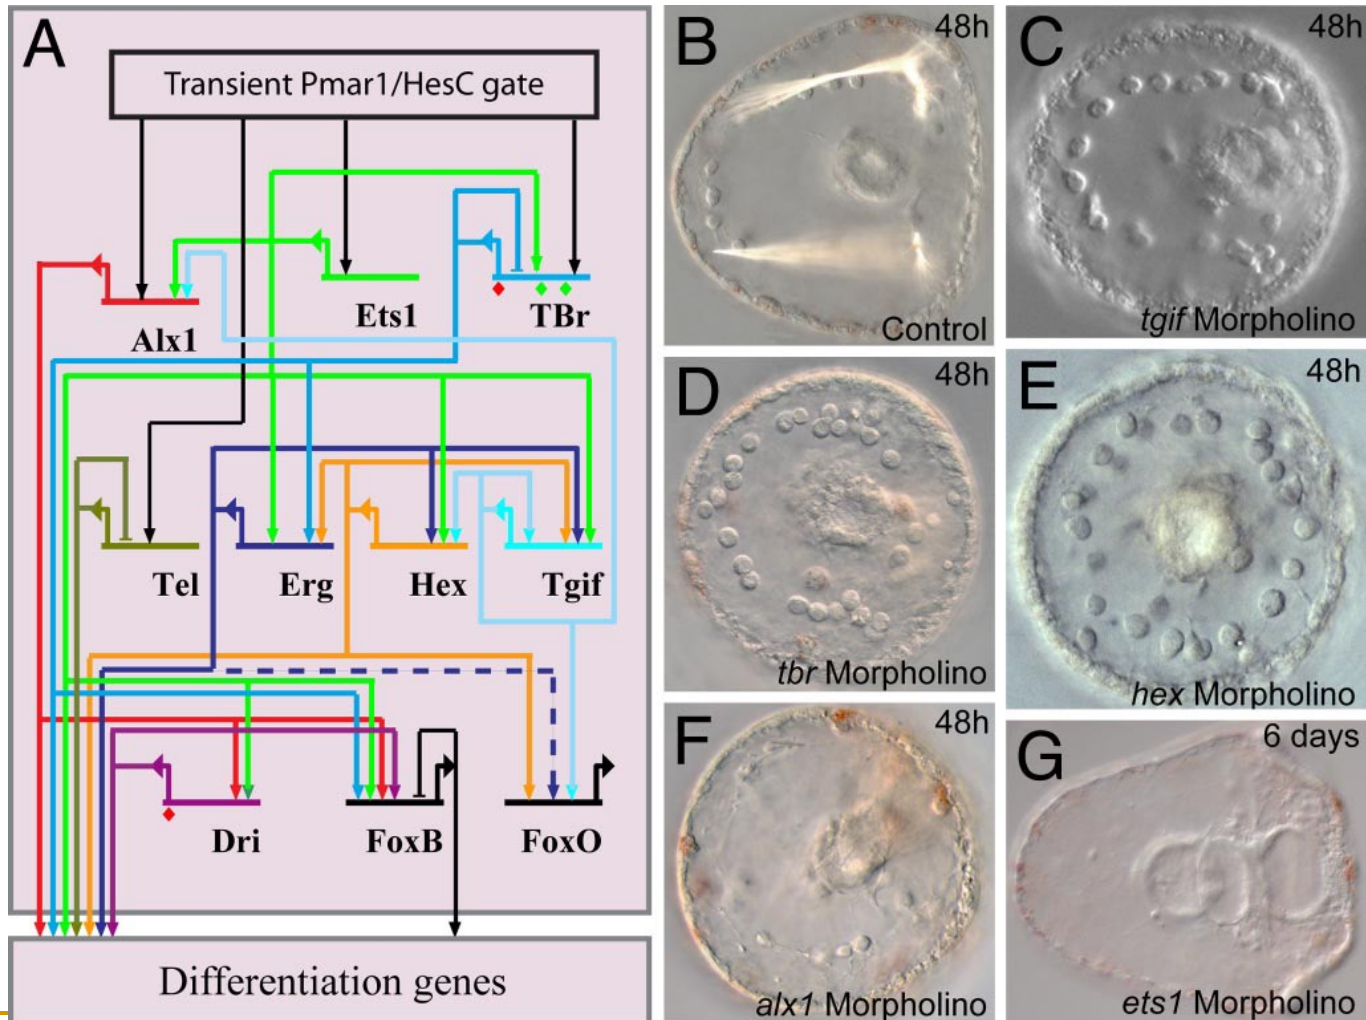 A
Transient Pmar1/HesC gate
Alx1
Ets1
TBr
Tel
Erg
Hex
Tgif
Dri
FoxB
FoxO
Differentiation genes
B
48h
Control
C
48h
tgif Morpholino
D
48h
tbr Morpholino
E
48h
hex Morpholino
F
48h
alx1 Morpholino
G
6 days
ets1 Morpholino